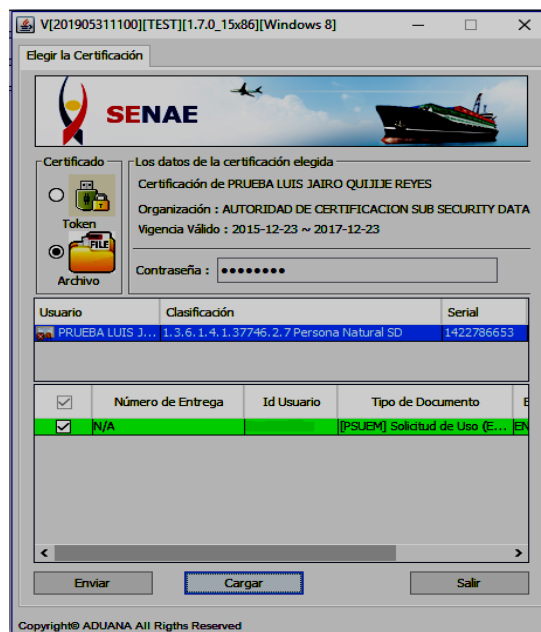 V[201905311100][TEST][1.7.0_15x86][Windows 8]
Elegir la Certificación
SENAE
Certificado
Los datos de la certificación elegida
Token
Archivo
FILE
Certificación de PRUEBA LUIS JAIRO QUIJIJE REYES
Organización : AUTORIDAD DE CERTIFICACION SUB SECURITY DATA
Vigencia Válido : 2015-12-23 ~ 2017-12-23
Contraseña : ●●●●●●●●
Usuario Clasificación Serial
PRUEBA LUIS J... 1.3.6.1.4.1.37746.2.7 Persona Natural SD 1422786653
Número de Entrega Id Usuario Tipo de Documento E
N/A [[PSUEM] Solicitud de Uso (E... EN
Enviar Cargar Salir
Copyright® ADUANA All Rigths Reserved